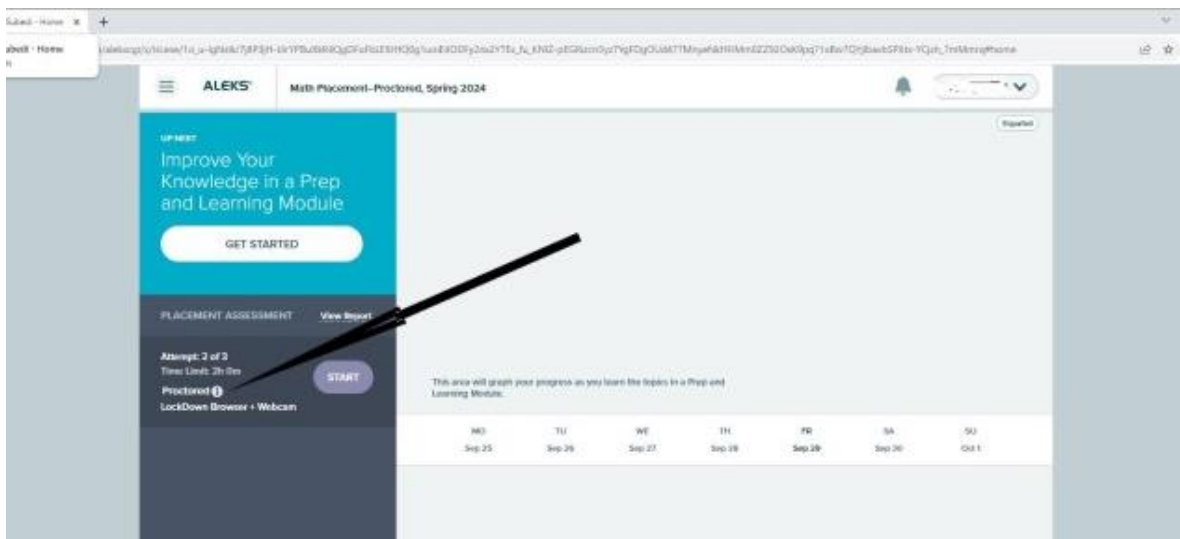 Home
ALEKS®
Math Placement-Proctored, Spring 2024
Home
Español
UP NEXT
Improve Your
Knowledge in a Prep
and Learning Module
GET STARTED
PLACEMENT ASSESSMENT View Report
Attempt: 2 of 3
Time Limit: 2h 0m
START
Proctored
LockDown Browser + Webcam
This area will graph your progress as you learn the topics in a Prep and
Learning Module.
MO TU WE TH FR SA SU
Sep 25 Sep 26 Sep 27 Sep 28 Sep 29 Sep 30 Oct 1